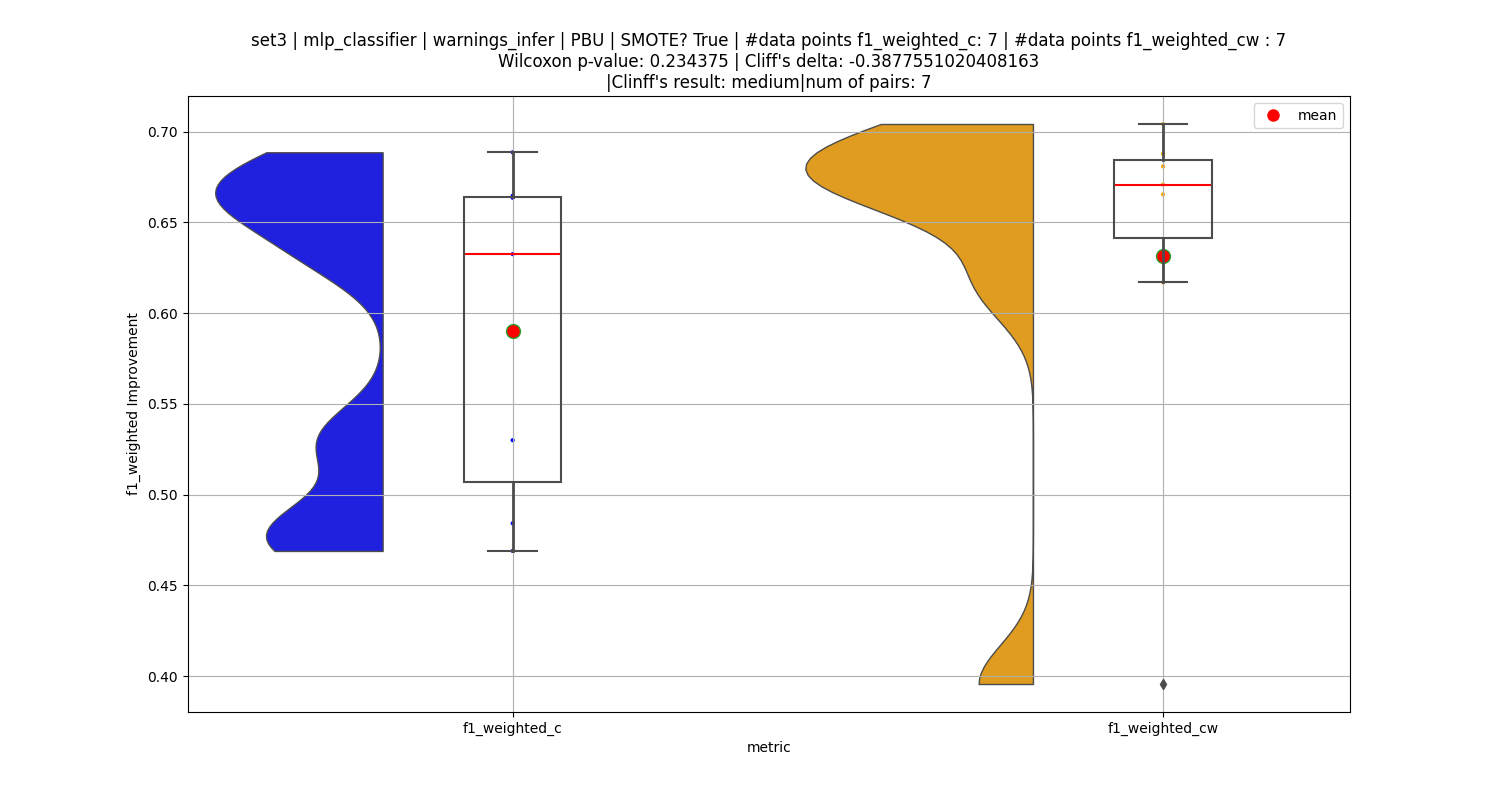 set3 | mlp_classifier | warnings_infer | PBU | SMOTE? True | #data points f1_weighted_c: 7 | #data points f1_weighted_cw : 7
Wilcoxon p-value: 0.234375 | Cliff's delta: -0.3877551020408163
|Clinff's result: medium|num of pairs: 7
mean
0.70
0.65
0.60
0.55
0.50
0.45
0.40
f1_weighted Improvement
f1_weighted_c
f1_weighted_cw
metric